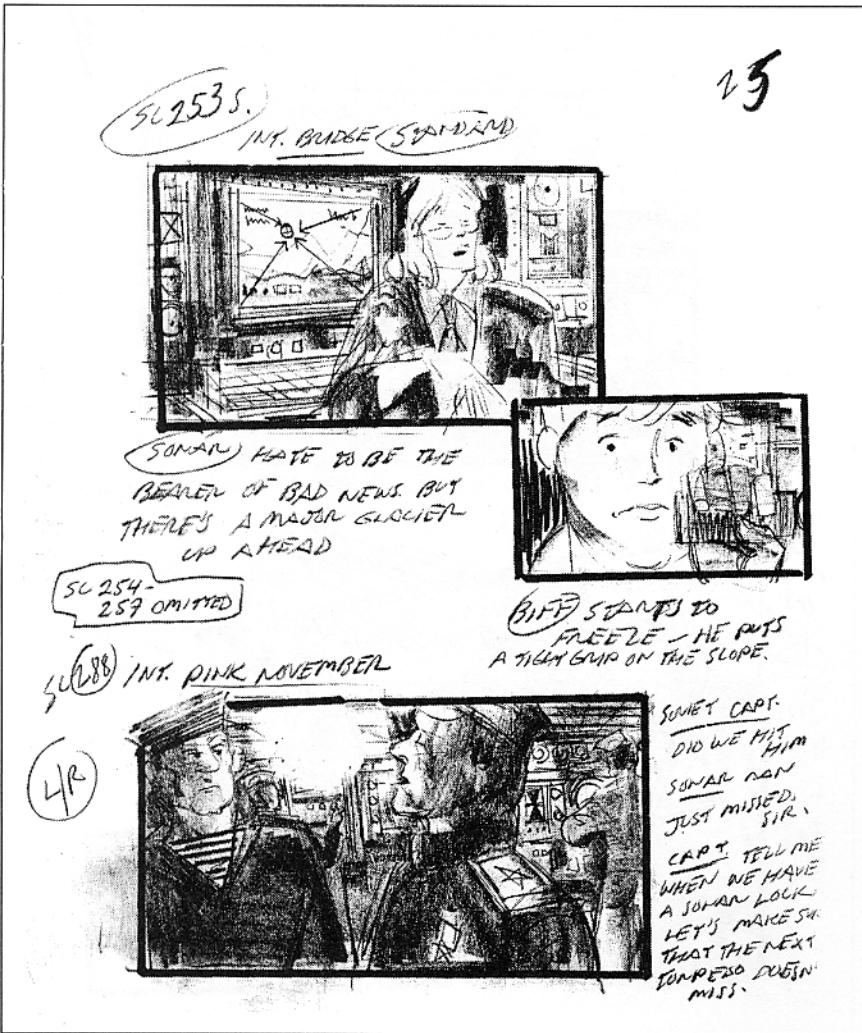 25
SC 253 S.
INT. BRIDGE STANDARD
SONAR HATE TO BE THE
BEARER OF BAD NEWS. BUT
THERE'S A MAJOR GLACIER
UP AHEAD
SC 254-
257 OMITTED
BIFF STARTS TO
FREEZE - HE PUTS
A TIGHT GRIP ON THE SLOPE.
SC 288 INT. PINK NOVEMBER
SOVIET CAPT.
DID WE HIT
HIM
SONAR MAN
JUST MISSED,
SIR.
CAPT. TELL ME
WHEN WE HAVE
A SONAR LOCK
LET'S MAKE SU
THAT THE NEXT
TORPEDO DOESN'
MISS.